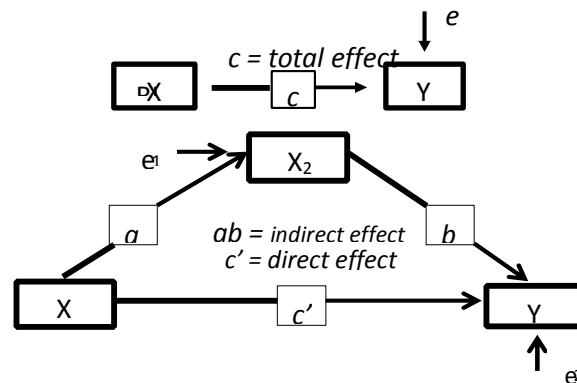 e
c = total effect
X
c
Y
e1
X2
a
ab = indirect effect
b
c' = direct effect
X
c'
Y
e